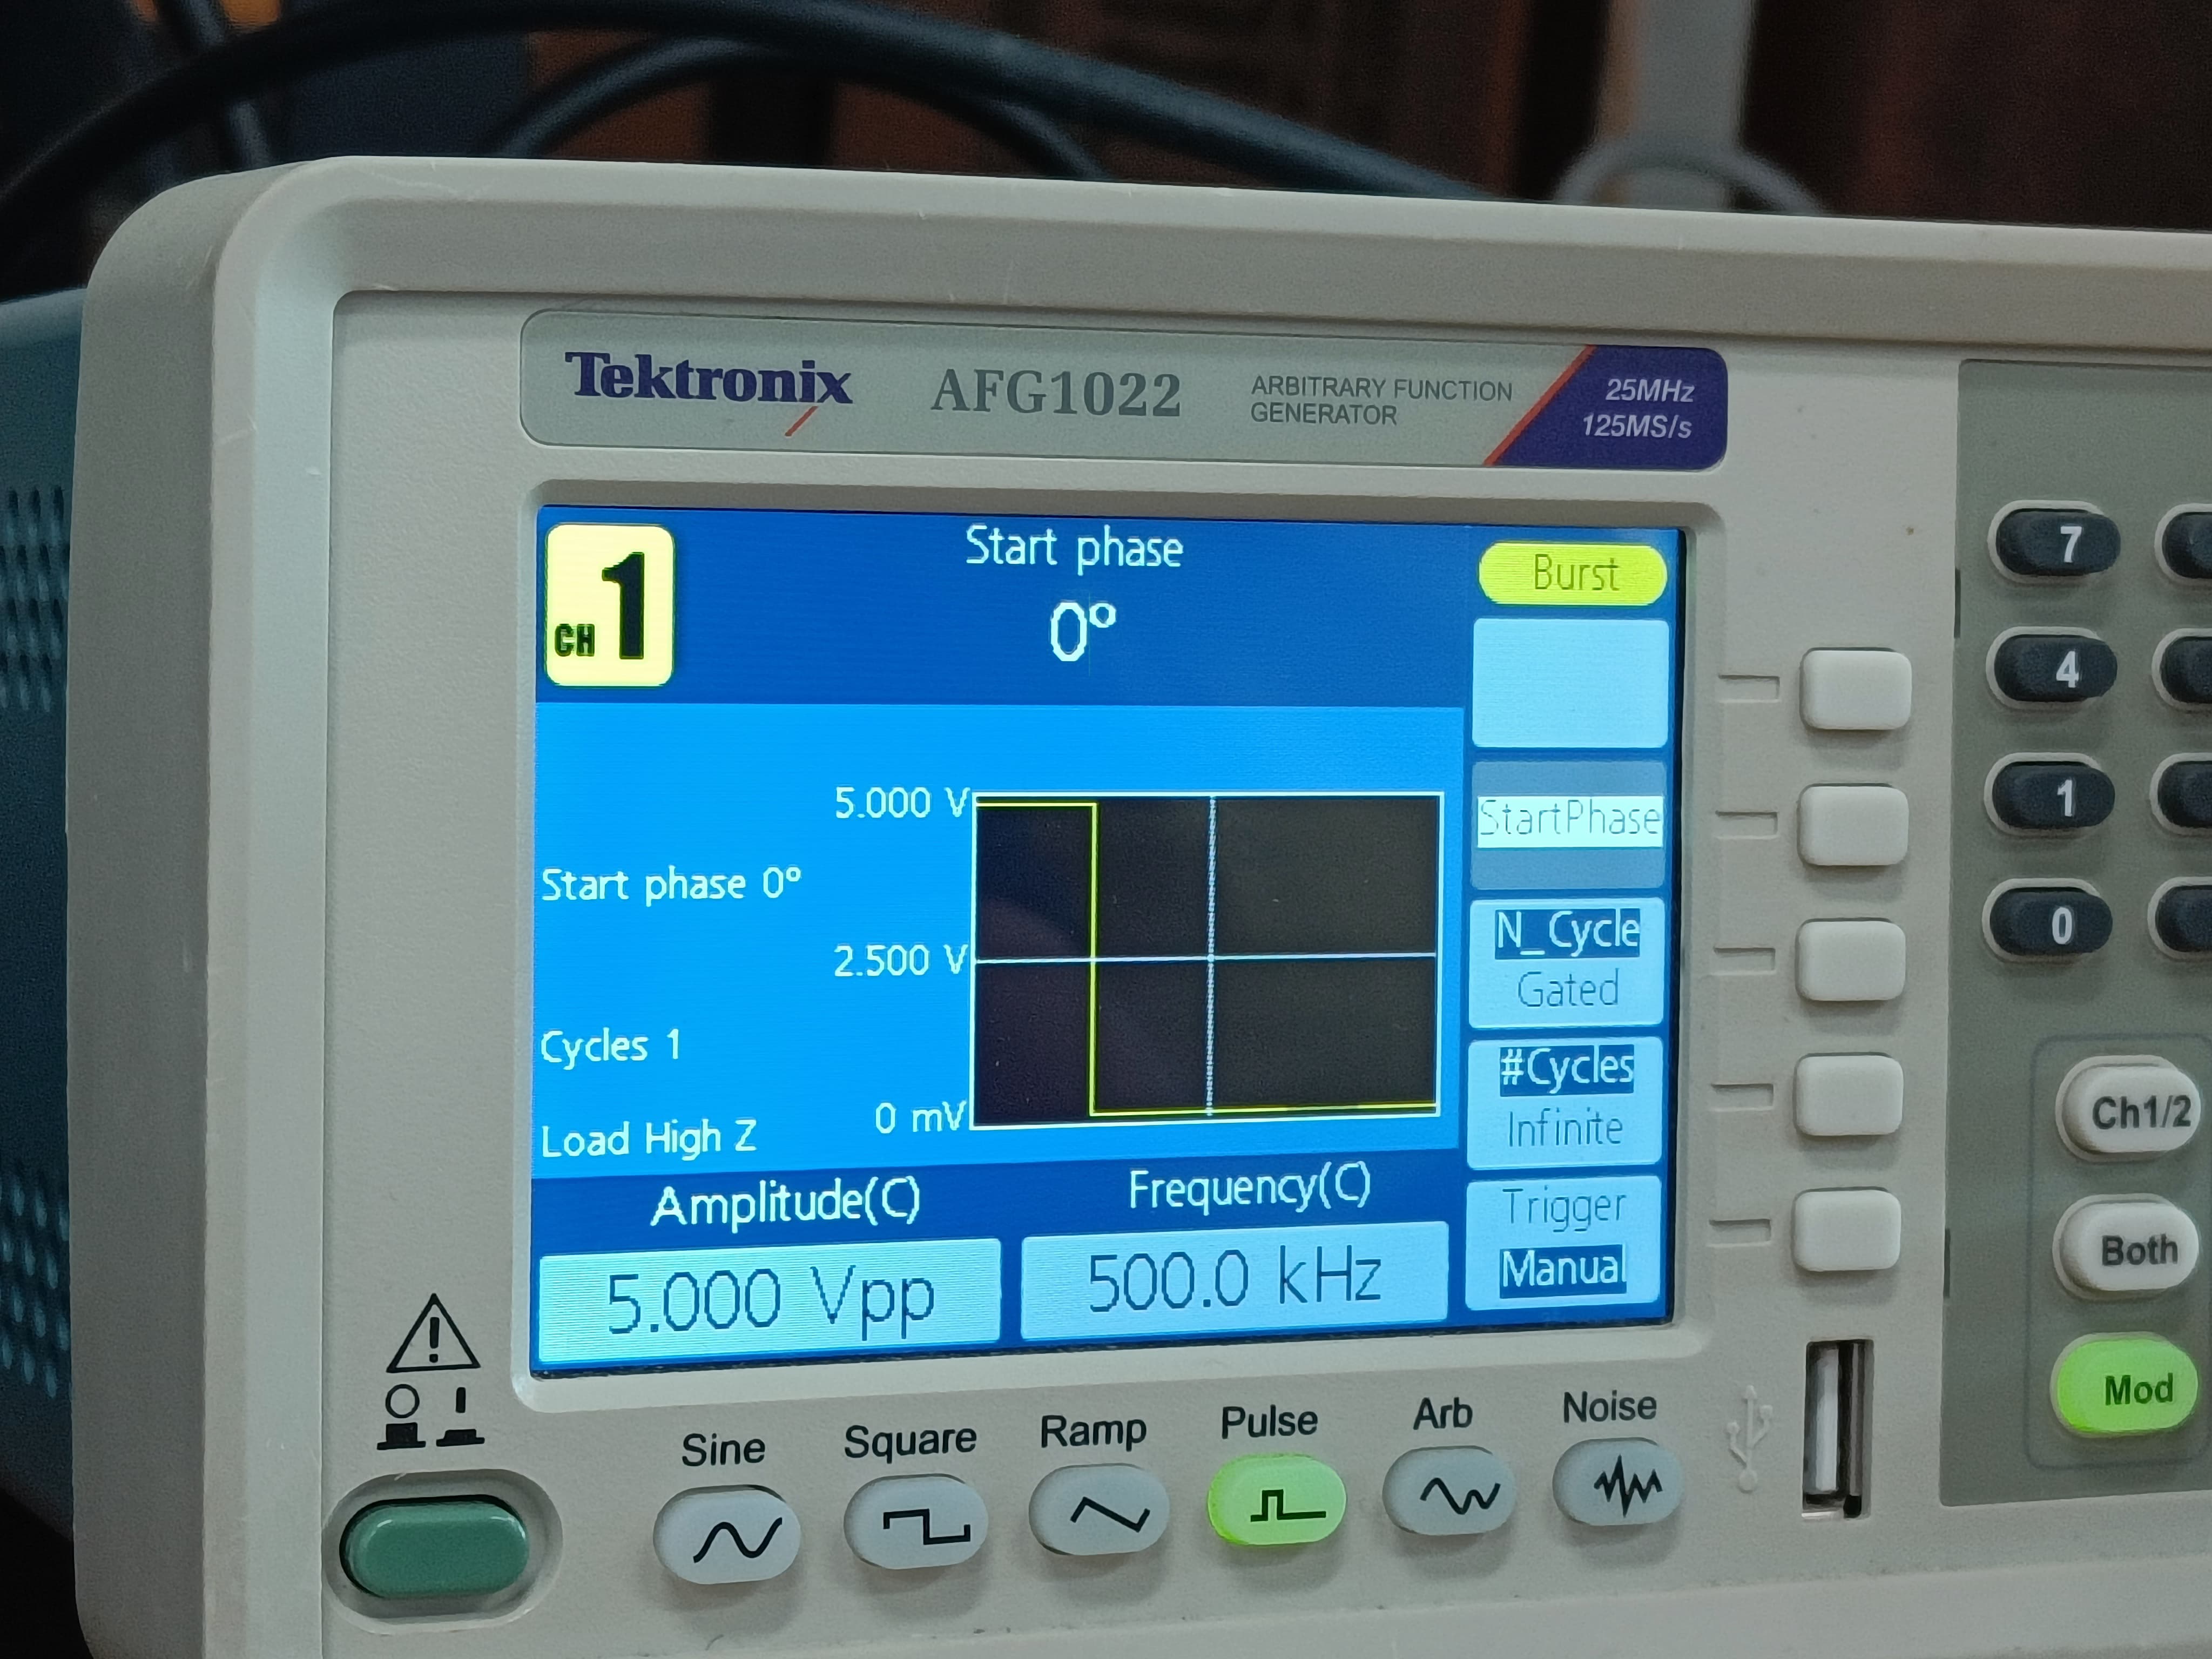 Tektronix AFG1022 ARBITRARY FUNCTION GENERATOR
25MHz
125MS/s
CH 1
Start phase
0°
Burst
StartPhase
N_Cycle
Gated
#Cycles
Infinite
Trigger
Manual
5.000 V
Start phase 0°
2.500 V
Cycles 1
0 mV
Load High Z
Amplitude(C)
Frequency(C)
5.000 Vpp
500.0 kHz
Sine
Square
Ramp
Pulse
Arb
Noise
7
4
1
0
Ch1/2
Both
Mod